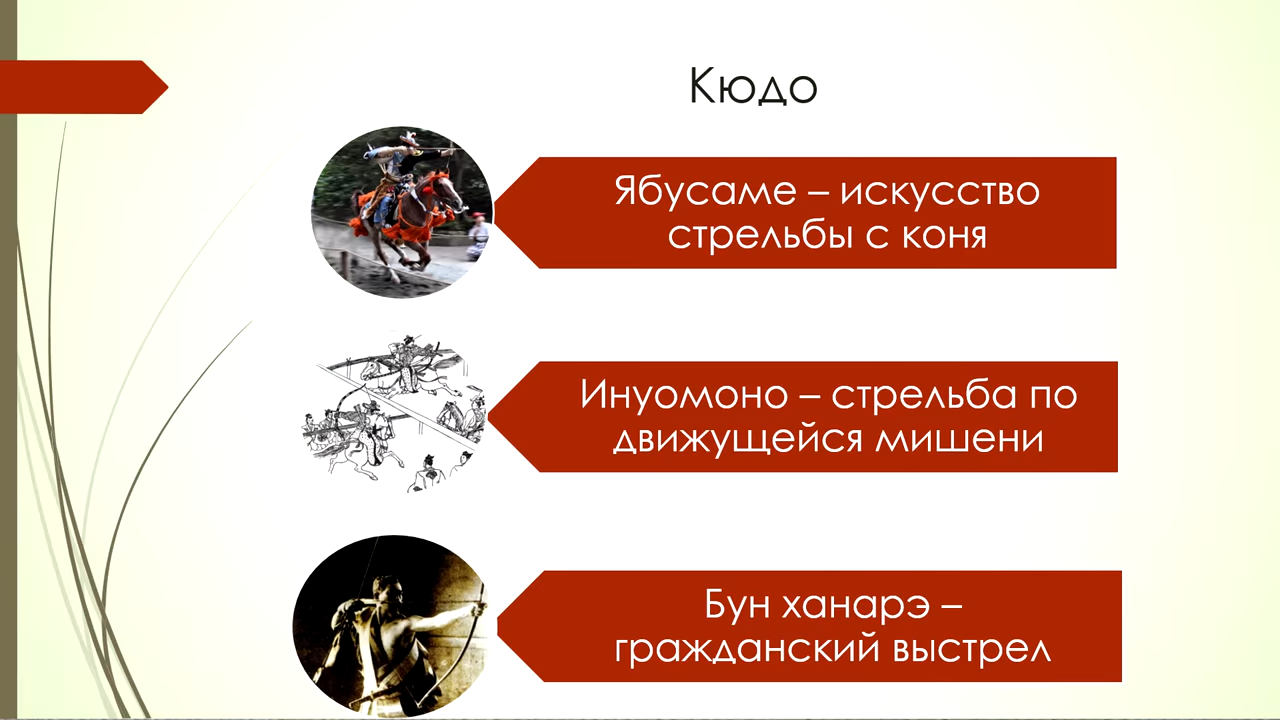 Кюдо
Ябусаме – искусство
стрельбы с коня
Инуомоно – стрельба по
движущейся мишени
Бун ханарэ –
гражданский выстрел